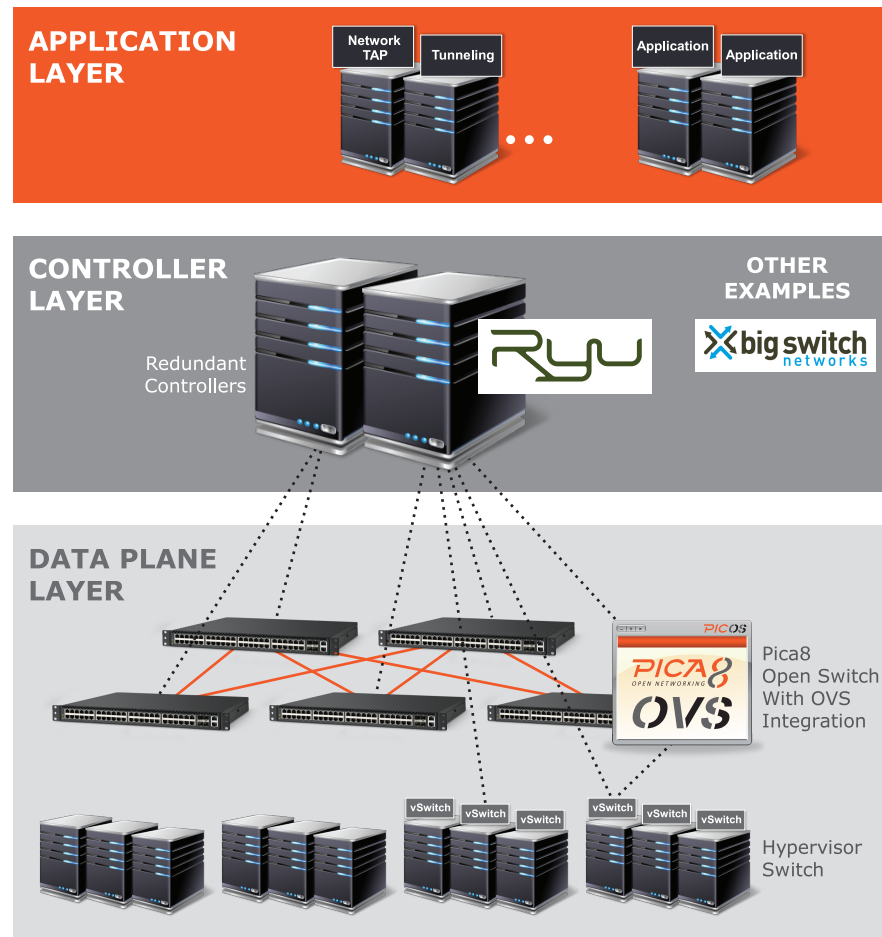 APPLICATION
LAYER
Network
TAP
Tunneling
Application
Application
CONTROLLER
LAYER
Redundant
Controllers
Ryu
OTHER
EXAMPLES
big switch
networks
DATA PLANE
LAYER
PICOS
PICA8
OPEN NETWORKING
OVS
Pica8
Open Switch
With OVS
Integration
vSwitch
vSwitch
vSwitch
vSwitch
vSwitch
vSwitch
Hypervisor
Switch